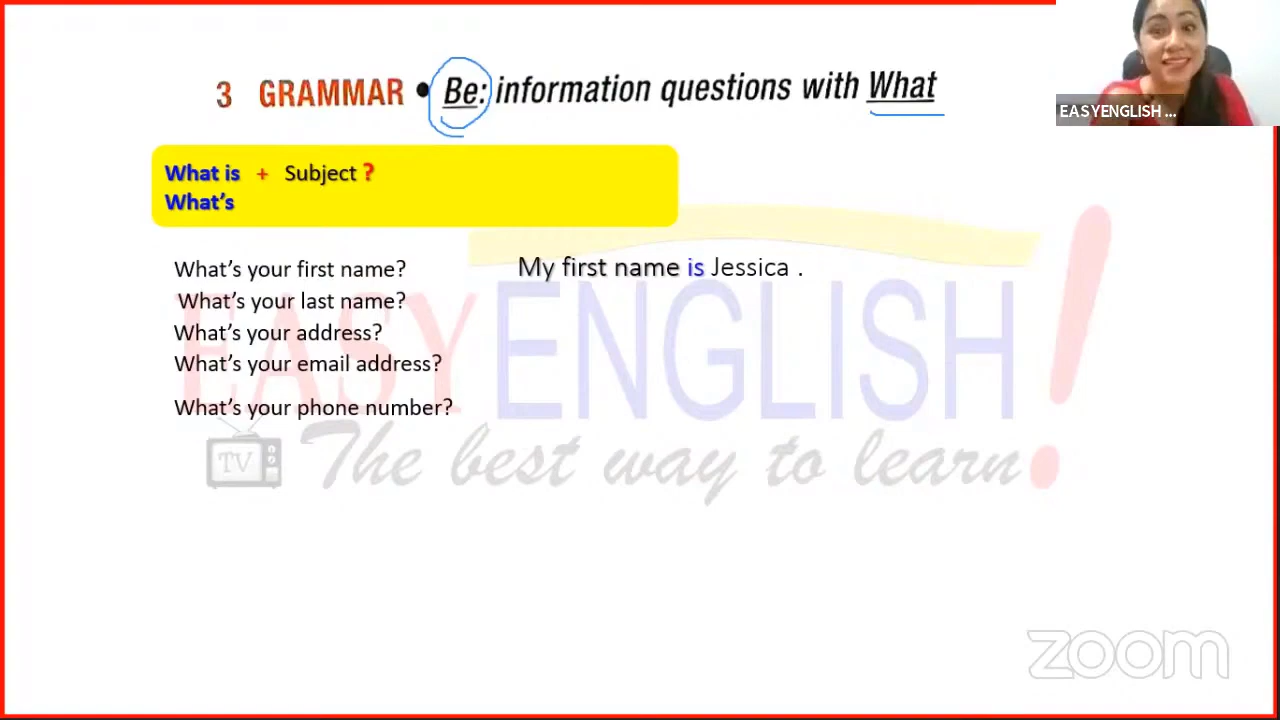 3 GRAMMAR • Be: information questions with What
EASYENGLISH ...
What is + Subject ?
What's
What's your first name? My first name is Jessica .
What's your last name?
What's your address?
What's your email address?
What's your phone number?
EASYENGLISH!
TV The best way to learn!
zoom